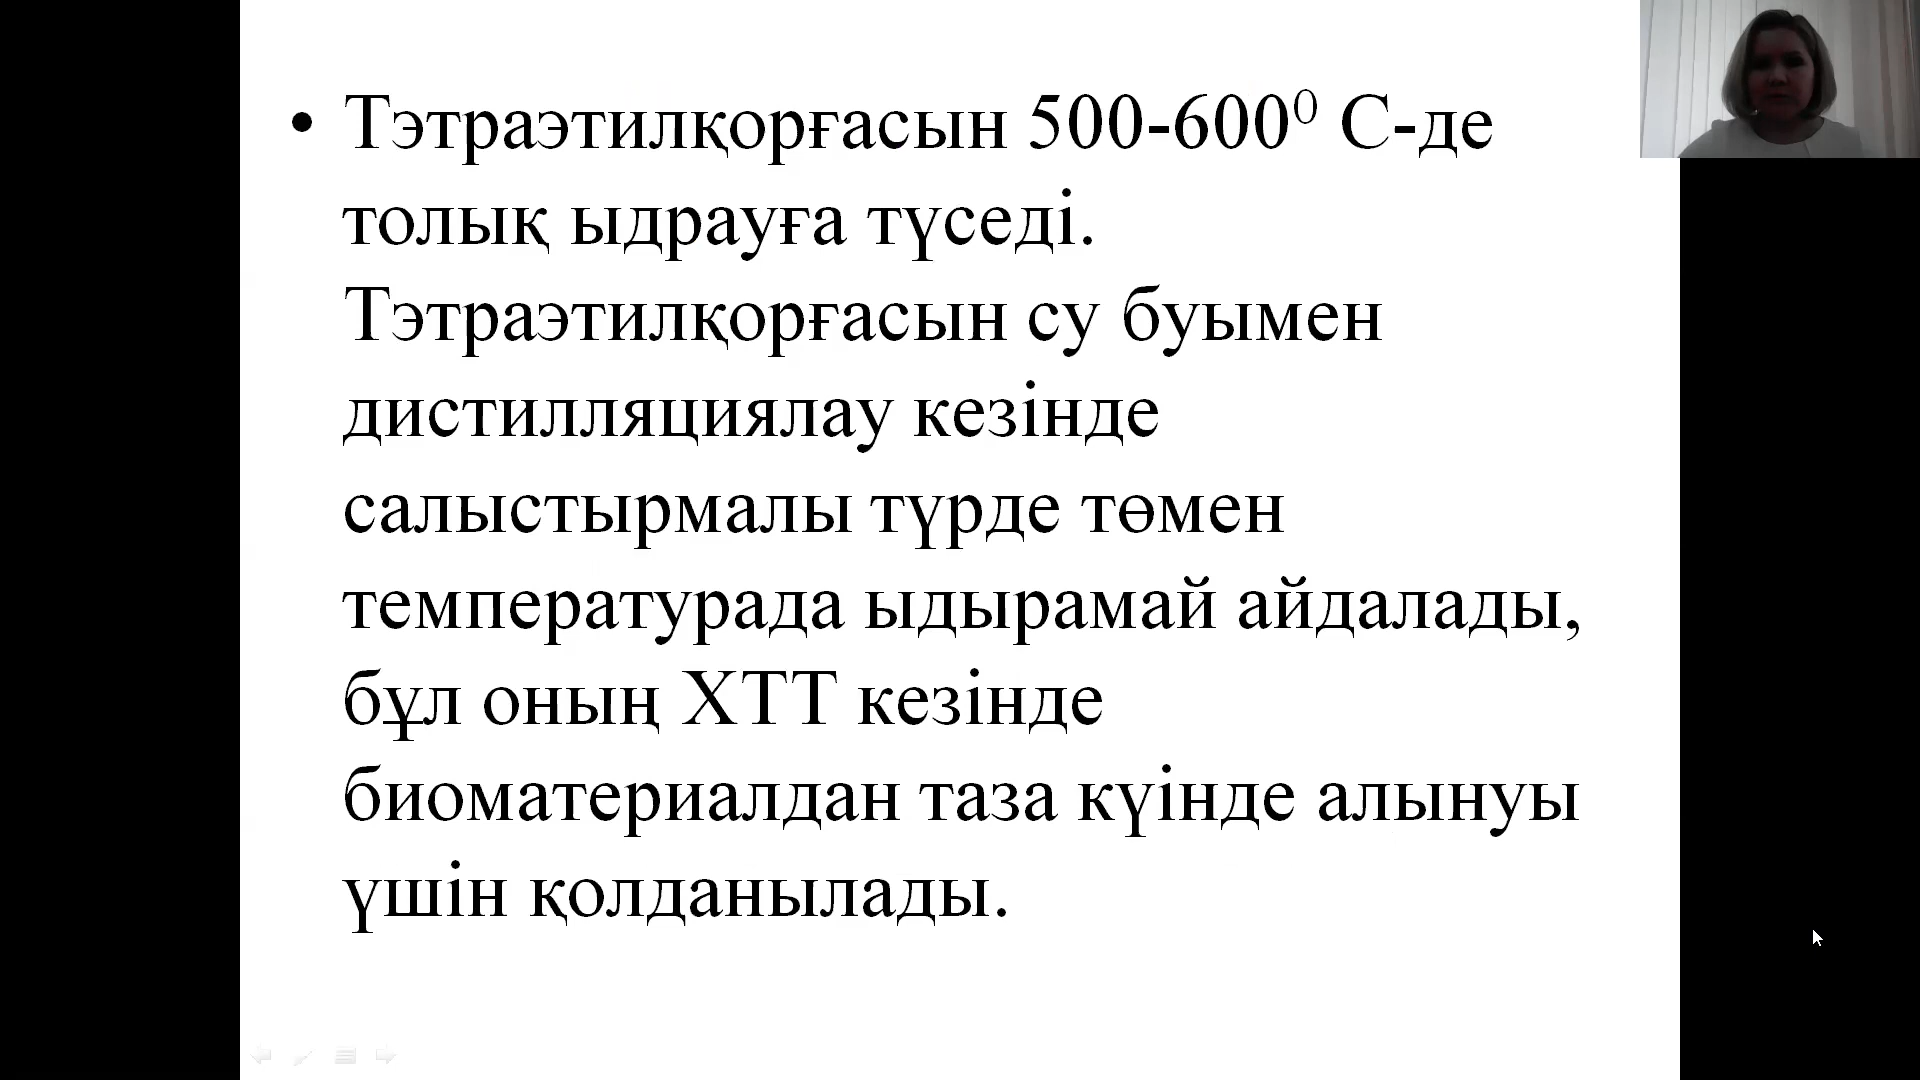 • Тэтраэтилқорғасын 500-600⁰ С-де
толық ыдрауға түседі.
Тэтраэтилқорғасын су буымен
дистилляциялау кезінде
салыстырмалы түрде төмен
температурада ыдырамай айдалады,
бұл оның ХТТ кезінде
биоматериалдан таза күінде алынуы
үшін қолданылады.